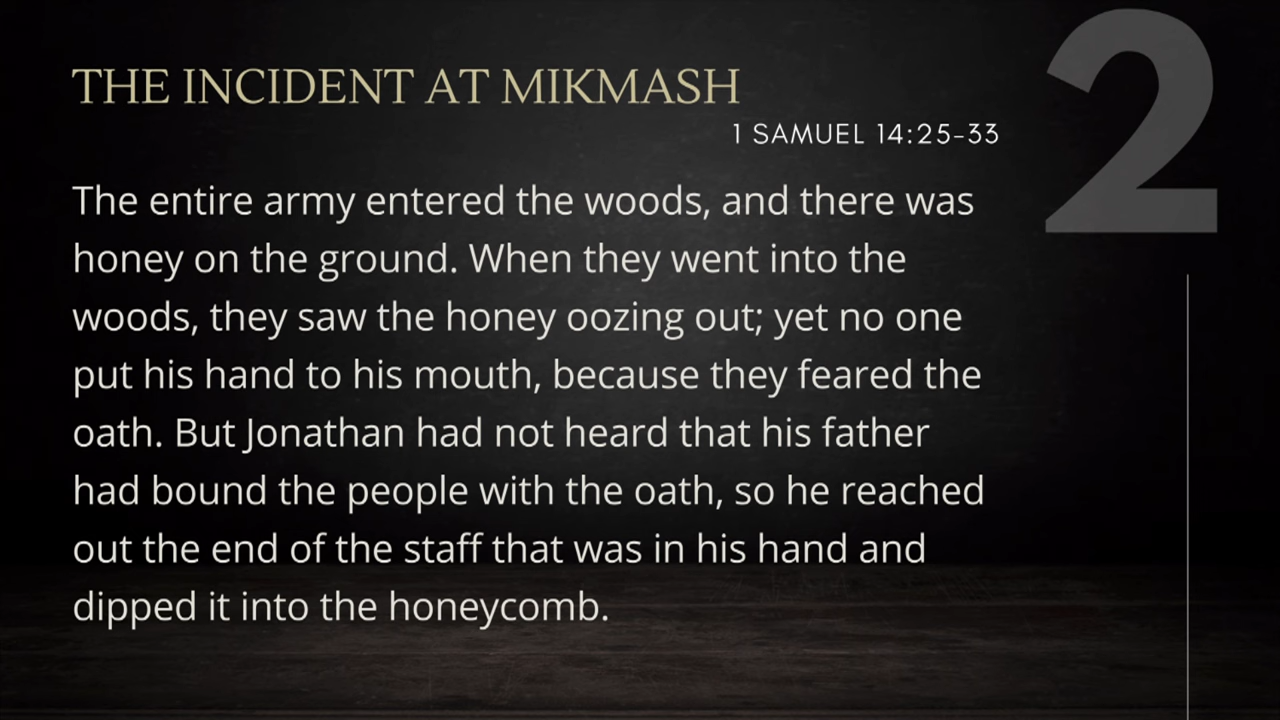 THE INCIDENT AT MIKMASH
2
1 SAMUEL 14:25-33
The entire army entered the woods, and there was
honey on the ground. When they went into the
woods, they saw the honey oozing out; yet no one
put his hand to his mouth, because they feared the
oath. But Jonathan had not heard that his father
had bound the people with the oath, so he reached
out the end of the staff that was in his hand and
dipped it into the honeycomb.